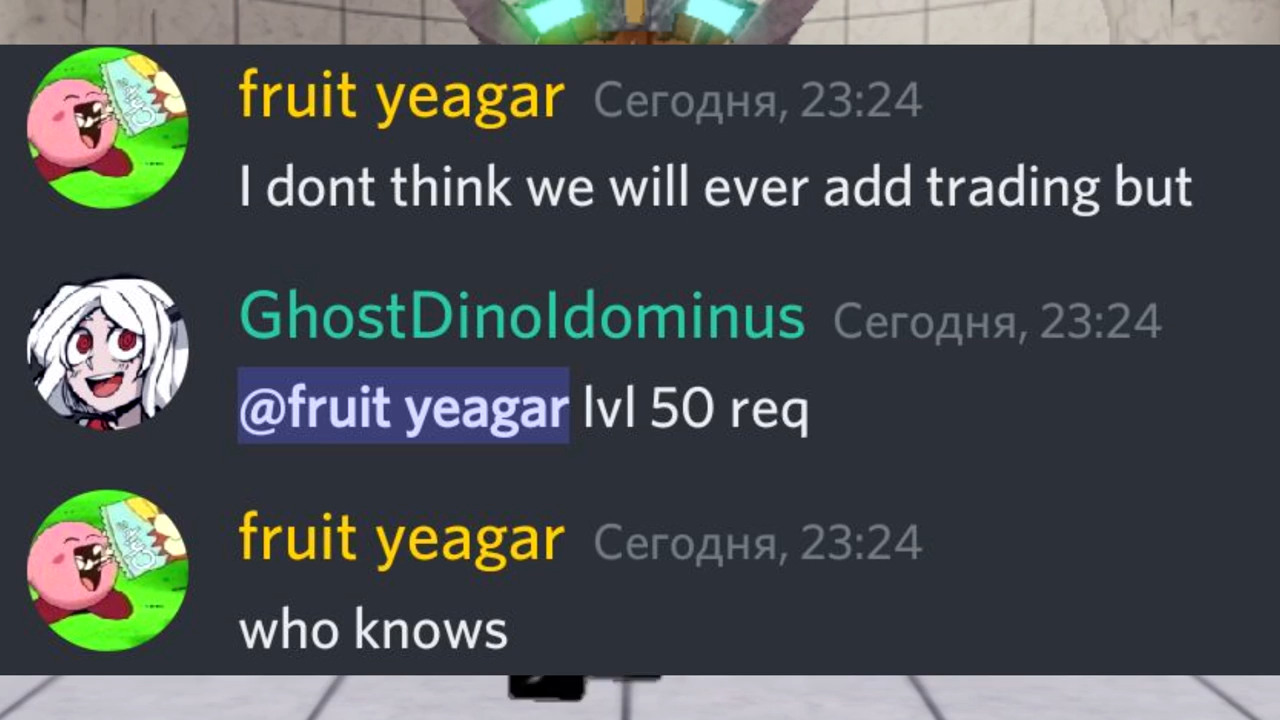 fruit yeagar Сегодня, 23:24
I dont think we will ever add trading but
GhostDinoIdominus Сегодня, 23:24
@fruit yeagar lvl 50 req
fruit yeagar Сегодня, 23:24
who knows